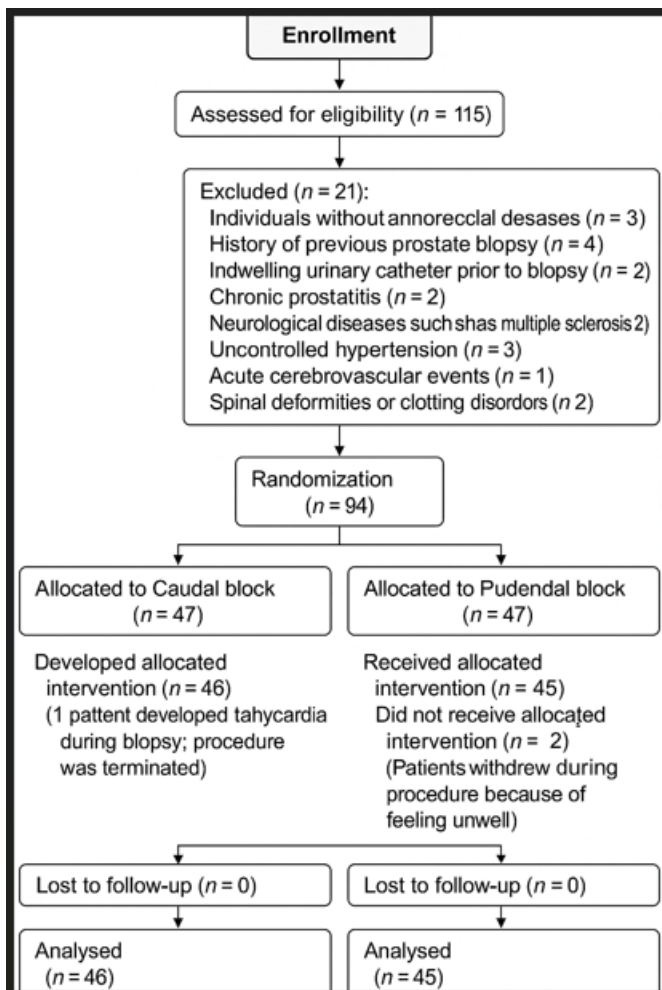 Enrollment
Assessed for eligibility (n = 115)
Excluded (n = 21):
Individuals without annorecclal desases (n = 3)
History of previous prostate blopsy (n = 4)
Indwelling urinary catheter prior to blopsy (n = 2)
Chronic prostatitis (n = 2)
Neurological diseases such shas multiple sclerosis 2)
Uncontrolled hypertension (n = 3)
Acute cerebrovascular events (n = 1)
Spinal deformities or clotting disordors (n 2)
Randomization
(n = 94)
Allocated to Caudal block
(n = 47)
Allocated to Pudendal block
(n = 47)
Developed allocated
intervention (n = 46)
(1 pattent developed tahycardia
during blopsy; procedure
was terminated)
Received allocated
intervention (n = 45)
Did not receive allocated
intervention (n = 2)
(Patients withdrew during
procedure because of
feeling unwell)
Lost to follow-up (n = 0)
Lost to follow-up (n = 0)
Analysed
(n = 46)
Analysed
(n = 45)